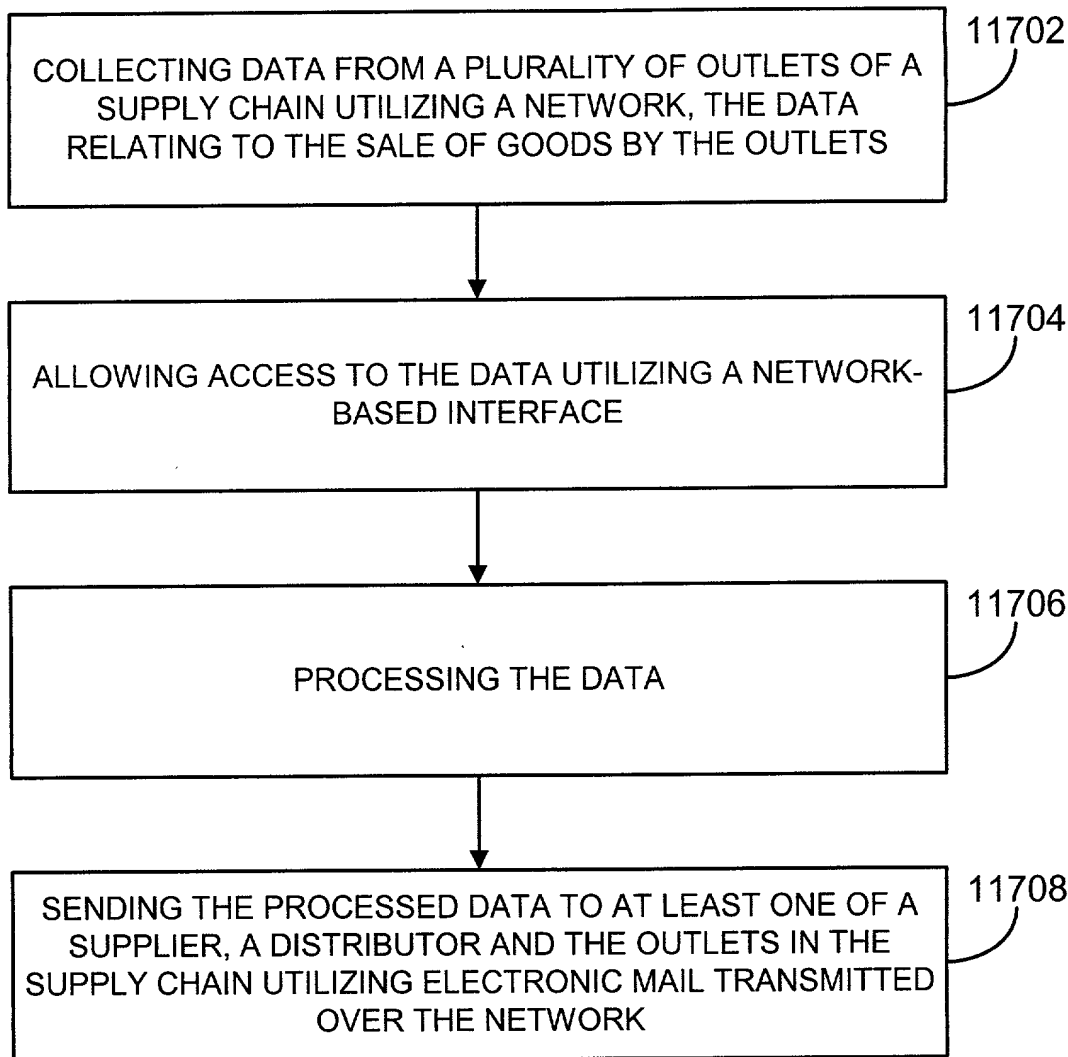 11702
COLLECTING DATA FROM A PLURALITY OF OUTLETS OF A
SUPPLY CHAIN UTILIZING A NETWORK, THE DATA
RELATING TO THE SALE OF GOODS BY THE OUTLETS
11704
ALLOWING ACCESS TO THE DATA UTILIZING A NETWORK-
BASED INTERFACE
11706
PROCESSING THE DATA
11708
SENDING THE PROCESSED DATA TO AT LEAST ONE OF A
SUPPLIER, A DISTRIBUTOR AND THE OUTLETS IN THE
SUPPLY CHAIN UTILIZING ELECTRONIC MAIL TRANSMITTED
OVER THE NETWORK